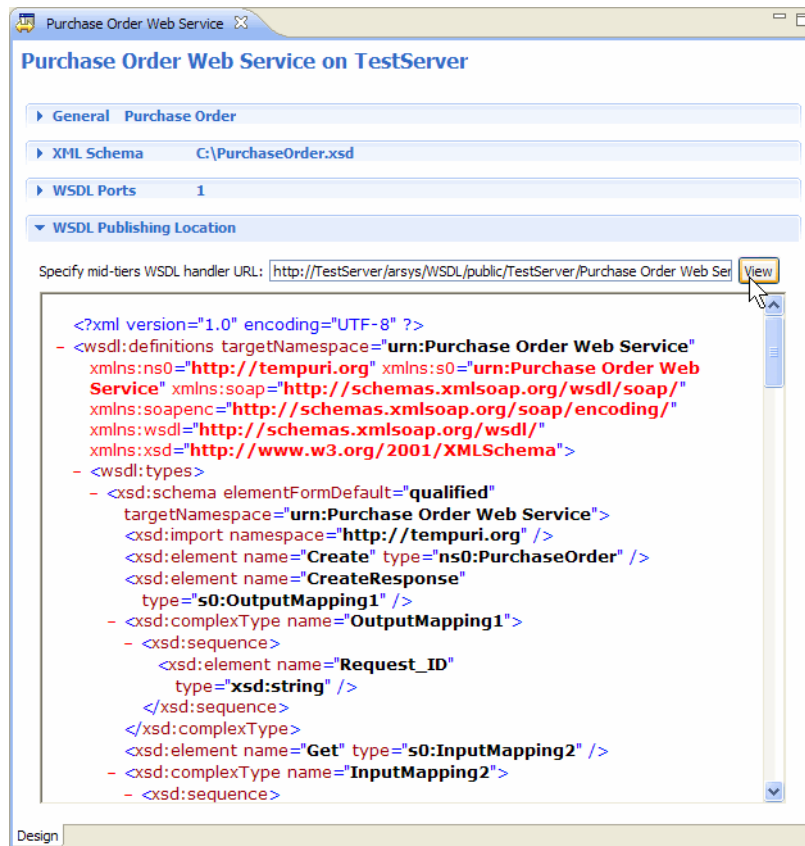 Purchase Order Web Service
Purchase Order Web Service on TestServer
General Purchase Order
XML Schema C:\PurchaseOrder.xsd
WSDL Ports 1
WSDL Publishing Location
Specify mid-tiers WSDL handler URL: http://TestServer/arsys/WSDL/public/TestServer/Purchase Order Web Ser View
<?xml version="1.0" encoding="UTF-8" ?>
- <wsdl:definitions targetNamespace="urn:Purchase Order Web Service"
xmlns:ns0="http://tempuri.org" xmlns:s0="urn:Purchase Order Web
Service" xmlns:soap="http://schemas.xmlsoap.org/wsdl/soap/"
xmlns:soapenc="http://schemas.xmlsoap.org/soap/encoding/"
xmlns:wsdl="http://schemas.xmlsoap.org/wsdl/"
xmlns:xsd="http://www.w3.org/2001/XMLSchema">
- <wsdl:types>
- <xsd:schema elementFormDefault="qualified"
targetNamespace="urn:Purchase Order Web Service">
<xsd:import namespace="http://tempuri.org" />
<xsd:element name="Create" type="ns0:PurchaseOrder" />
<xsd:element name="CreateResponse"
type="s0:OutputMapping1" />
- <xsd:complexType name="OutputMapping1">
- <xsd:sequence>
<xsd:element name="Request_ID"
type="xsd:string" />
</xsd:sequence>
</xsd:complexType>
<xsd:element name="Get" type="s0:InputMapping2" />
- <xsd:complexType name="InputMapping2">
- <xsd:sequence>
Design